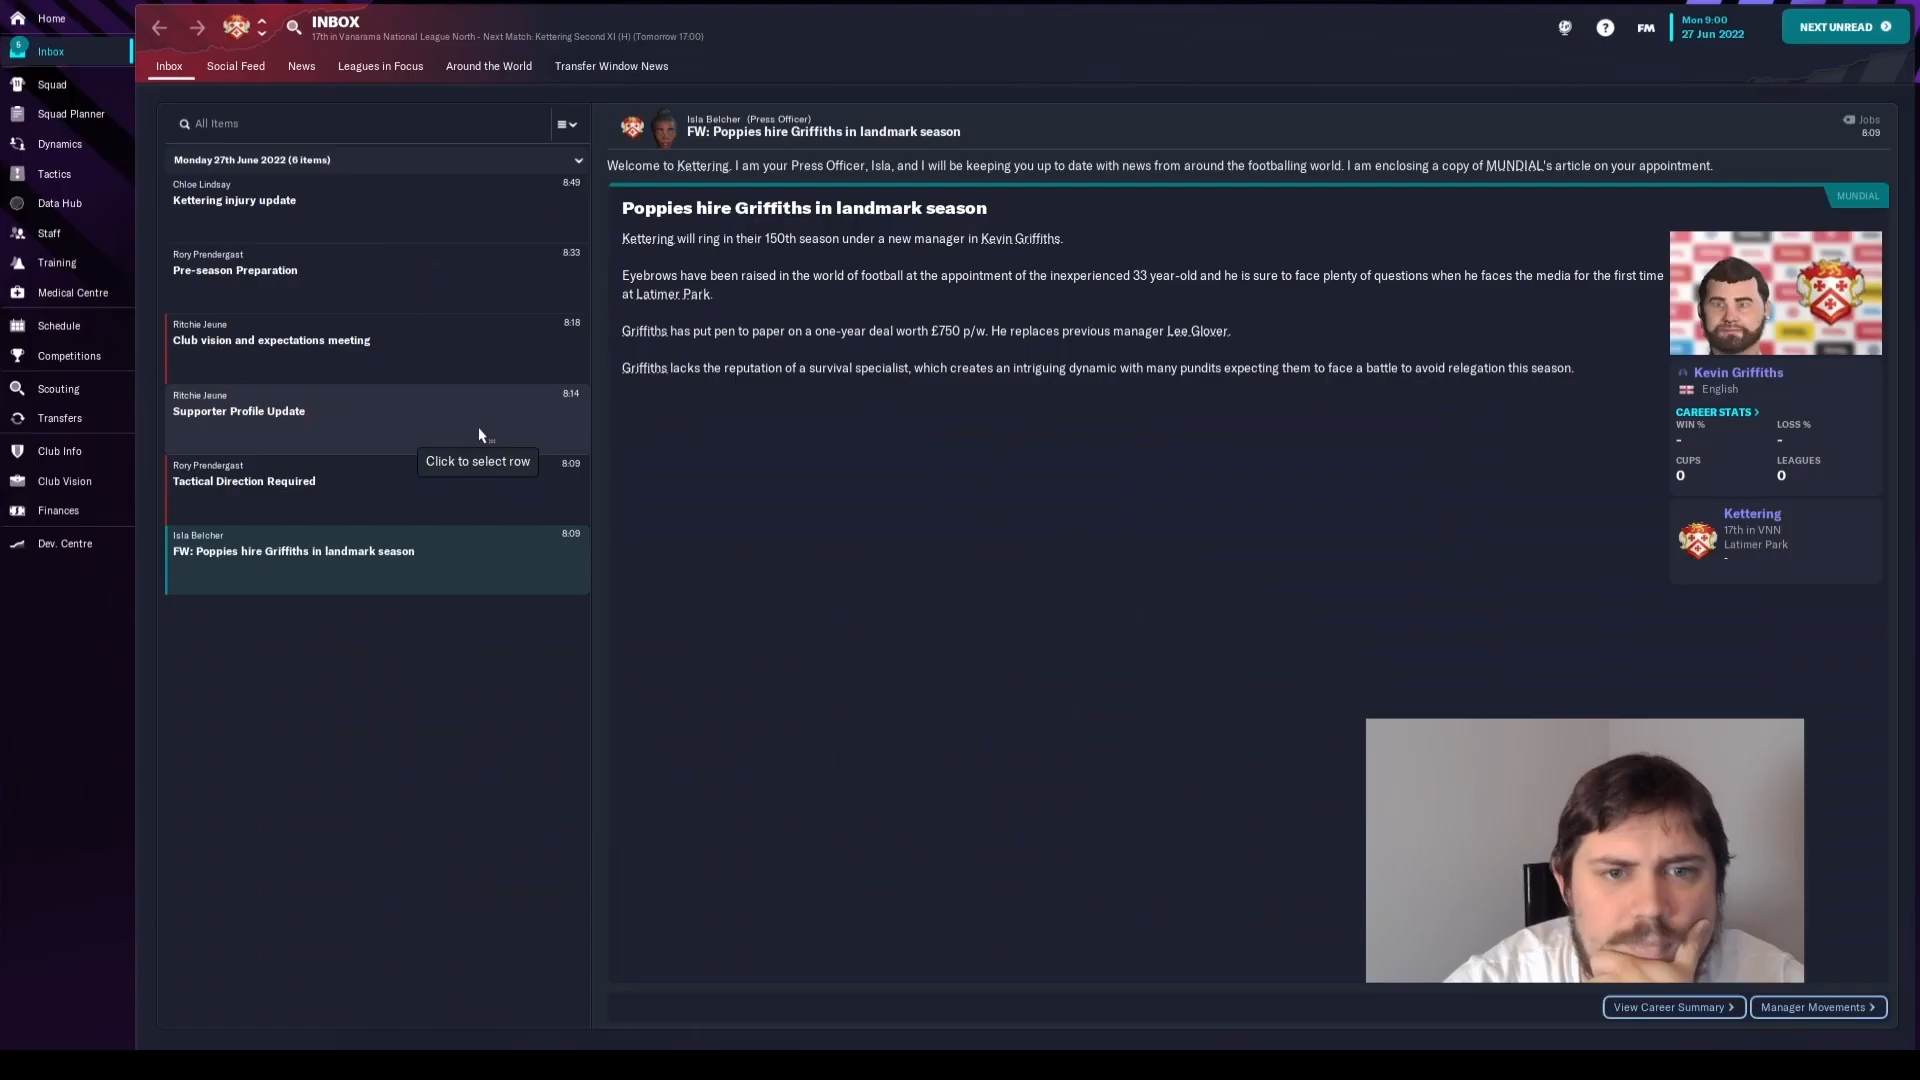 Home
5
Inbox
Squad
Squad Planner
Dynamics
Tactics
Data Hub
Staff
Training
Medical Centre
Schedule
Competitions
Scouting
Transfers
Club Info
Club Vision
Finances
Dev. Centre
INBOX
17th in Vanarama National League North - Next Match: Kettering Second XI (H) (Tomorrow 17:00)
FM
Mon 9:00
27 Jun 2022
NEXT UNREAD
Inbox
Social Feed
News
Leagues in Focus
Around the World
Transfer Window News
All Items
Monday 27th June 2022 (6 items)
Chloe Lindsay 8:49
Kettering injury update
Rory Prendergast 8:33
Pre-season Preparation
Ritchie Jeune 8:18
Club vision and expectations meeting
Ritchie Jeune 8:14
Supporter Profile Update
Click to select row
Rory Prendergast 8:09
Tactical Direction Required
Isla Belcher 8:09
FW: Poppies hire Griffiths in landmark season
Isla Belcher (Press Officer)
FW: Poppies hire Griffiths in landmark season
Jobs
8:09
Welcome to Kettering. I am your Press Officer, Isla, and I will be keeping you up to date with news from around the footballing world. I am enclosing a copy of MUNDIAL's article on your appointment.
MUNDIAL
Poppies hire Griffiths in landmark season
Kettering will ring in their 150th season under a new manager in Kevin Griffiths.
Eyebrows have been raised in the world of football at the appointment of the inexperienced 33 year-old and he is sure to face plenty of questions when he faces the media for the first time
at Latimer Park.
Griffiths has put pen to paper on a one-year deal worth £750 p/w. He replaces previous manager Lee Glover.
Griffiths lacks the reputation of a survival specialist, which creates an intriguing dynamic with many pundits expecting them to face a battle to avoid relegation this season.
Kevin Griffiths
English
CAREER STATS >
WIN % LOSS %
- -
CUPS LEAGUES
0 0
Kettering
17th in VNN
Latimer Park
-
View Career Summary >
Manager Movements >